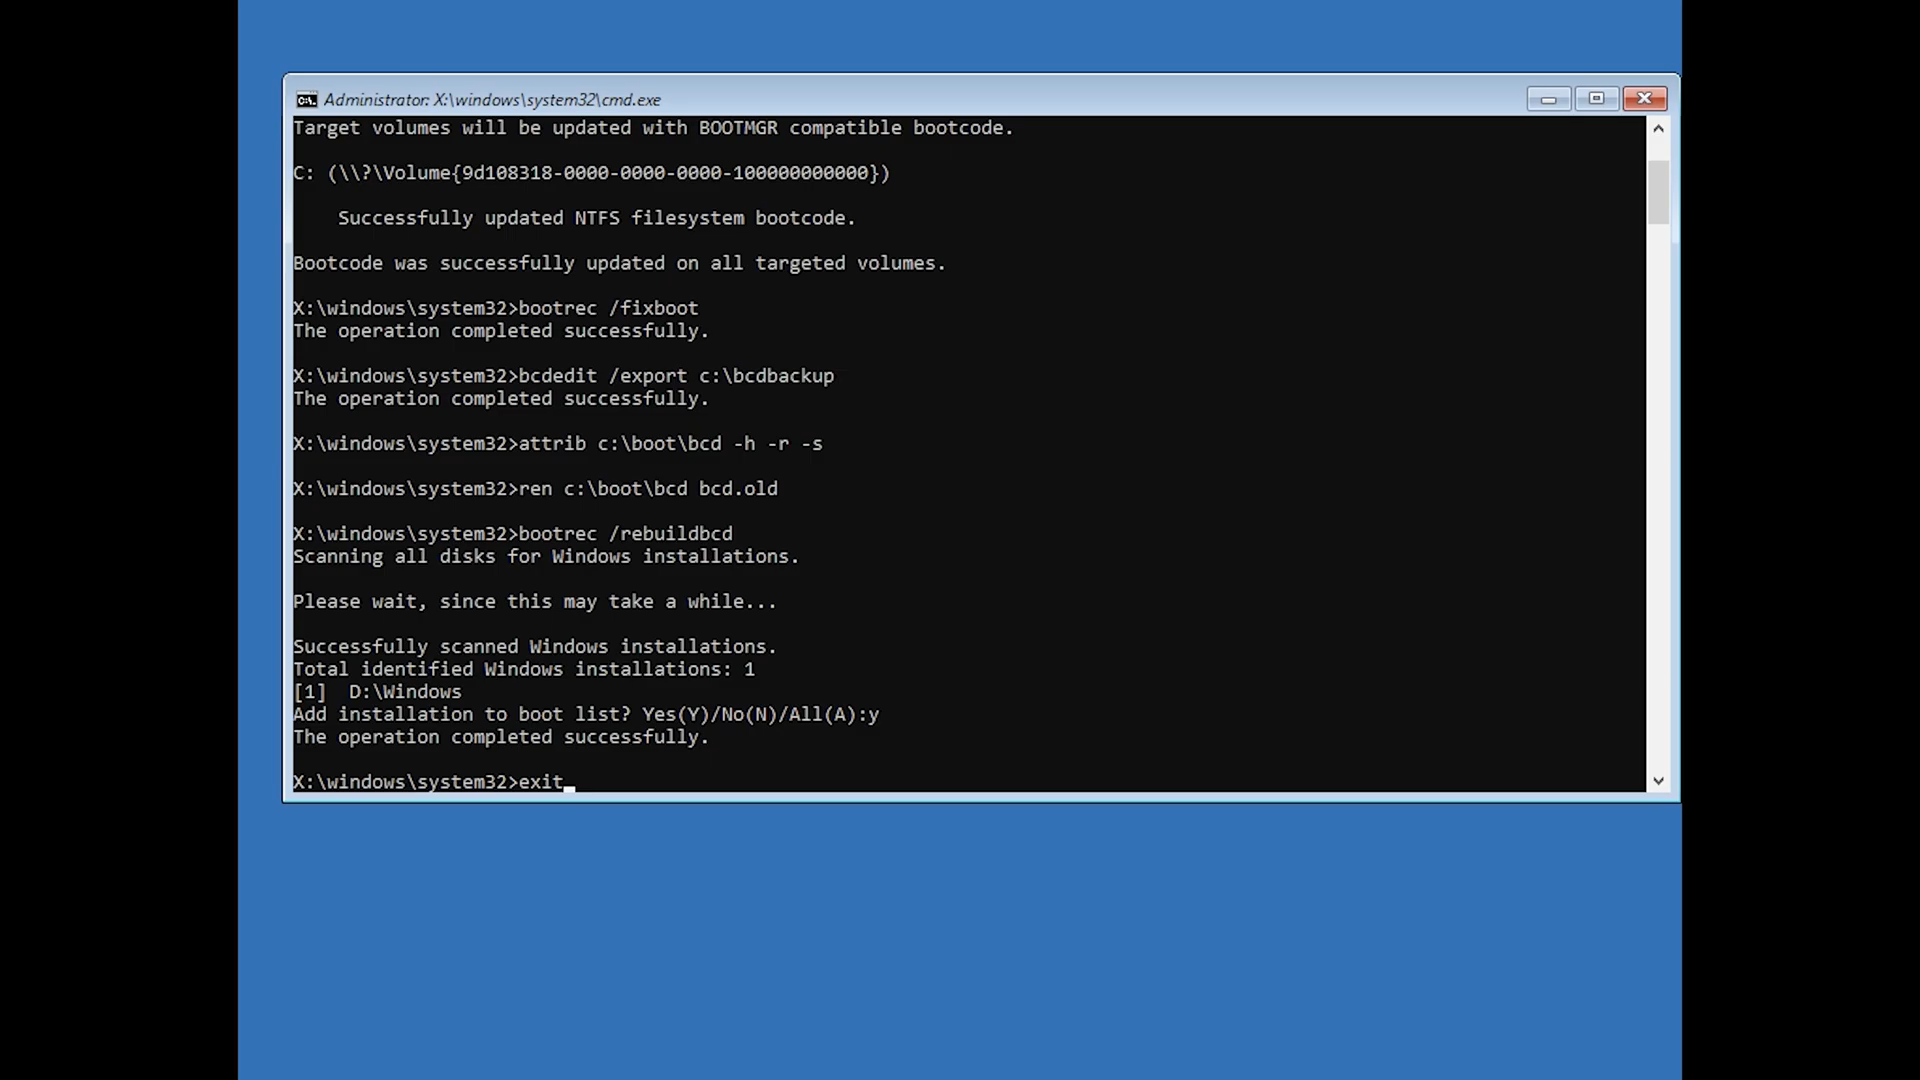 Administrator: X:\windows\system32\cmd.exe
Target volumes will be updated with BOOTMGR compatible bootcode.
C: (\\?\Volume{9d108318-0000-0000-0000-100000000000})
Successfully updated NTFS filesystem bootcode.
Bootcode was successfully updated on all targeted volumes.
X:\windows\system32>bootrec /fixboot
The operation completed successfully.
X:\windows\system32>bcdedit /export c:\bcdbackup
The operation completed successfully.
X:\windows\system32>attrib c:\boot\bcd -h -r -s
X:\windows\system32>ren c:\boot\bcd bcd.old
X:\windows\system32>bootrec /rebuildbcd
Scanning all disks for Windows installations.
Please wait, since this may take a while...
Successfully scanned Windows installations.
Total identified Windows installations: 1
[1]  D:\Windows
Add installation to boot list? Yes(Y)/No(N)/All(A):y
The operation completed successfully.
X:\windows\system32>exit